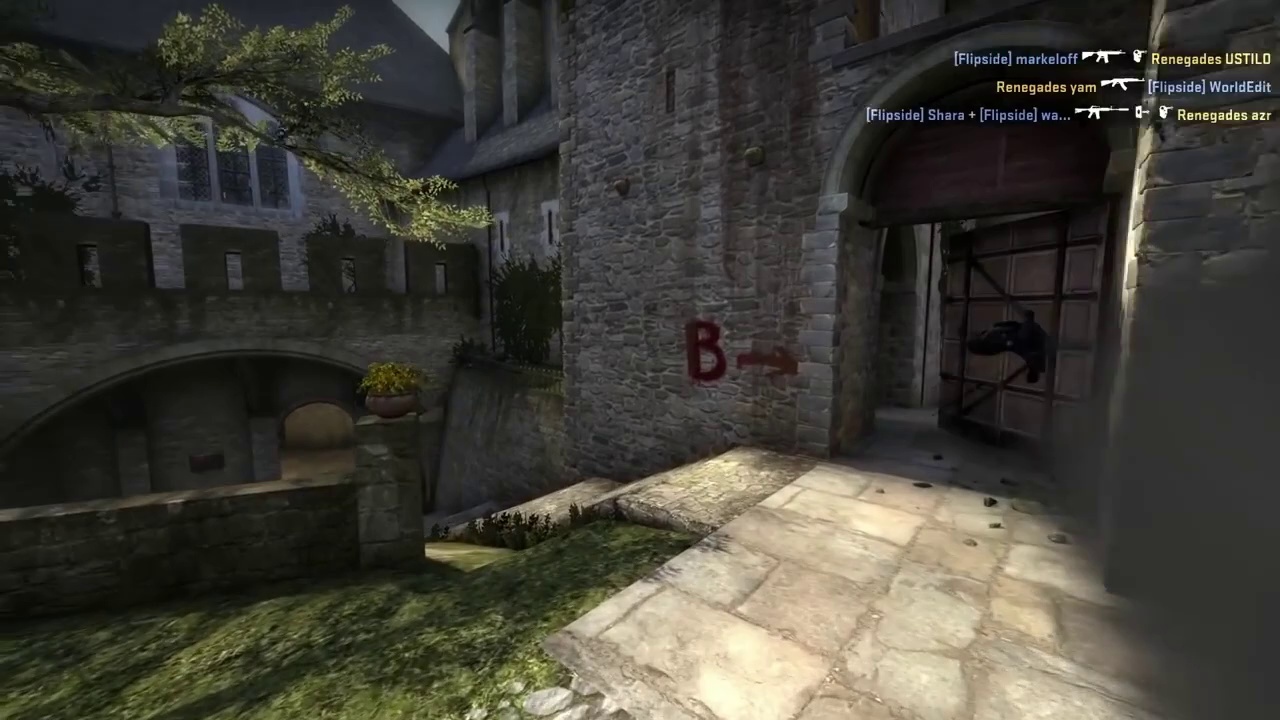 [Flipside] markeloff Renegades USTILO
Renegades yam [Flipside] WorldEdit
[Flipside] Shara + [Flipside] wa... Renegades azr
B